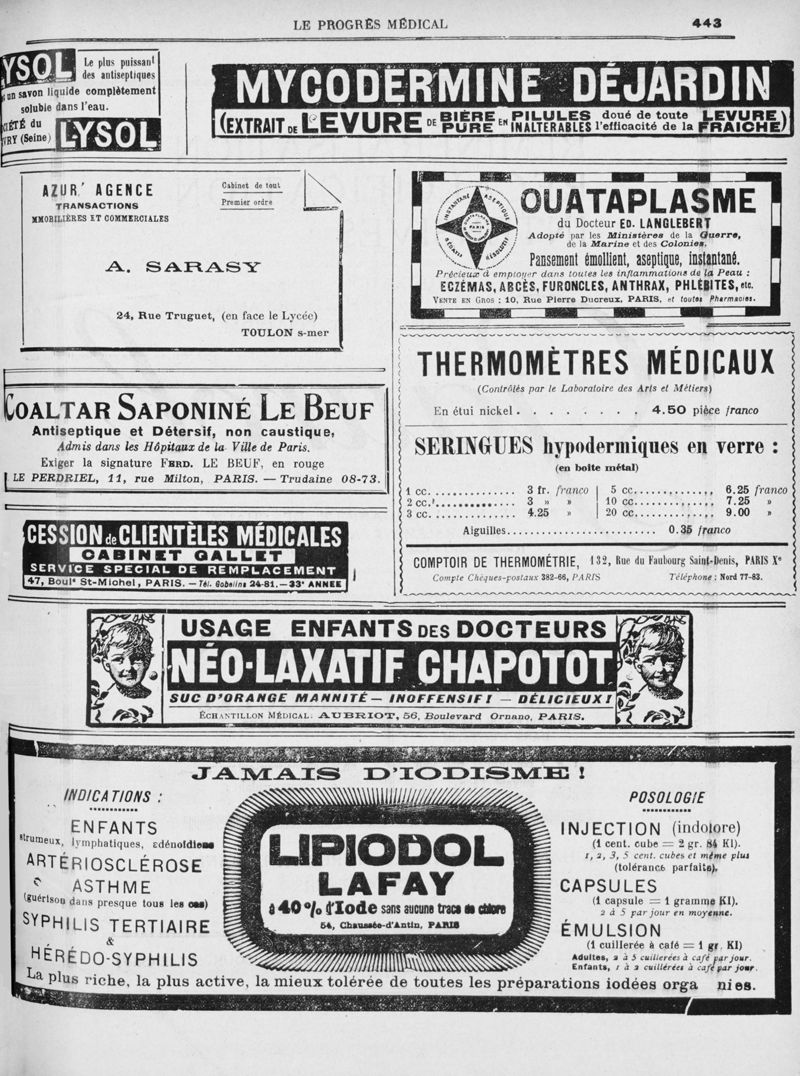 LE PROGRÈS MÉDICAL 443
YSOL
Le plus puissant
des antiseptiques
un savon liquide complètement
soluble dans l'eau.
du
(Seine)
LYSOL
MYCODERMINE DÉJARDIN
(EXTRAIT DE LEVURE DE BIÈRE PURE EN PILULES INALTERABLES doué de toute l'efficacité de la LEVURE FRAICHE)
AZUR' AGENCE
TRANSACTIONS
MMOBILIÈRES ET COMMERCIALES
Cabinet de tout
Premier ordre
A. SARASY
24, Rue Truguet, (en face le Lycée)
TOULON s-mer
INSTANTANÉ ASEPTIQUE
OUATAPLASME
PARIS
SÉDATIF RÉSOLUTIF
OUATAPLASME
du Docteur ED. LANGLEBERT
Adopté par les Ministères de la Guerre,
de la Marine et des Colonies.
Pansement émollient, aseptique, instantané.
Précieux à employer dans toutes les inflammations de la Peau :
ECZÉMAS, ABCÈS, FURONCLES, ANTHRAX, PHLÉBITES, etc.
VENTE EN GROS : 10, Rue Pierre Ducreux, PARIS, et toutes Pharmacies.
COALTAR SAPONINÉ LE BEUF
Antiseptique et Détersif, non caustique,
Admis dans les Hôpitaux de la Ville de Paris.
Exiger la signature FERD. LE BEUF, en rouge
LE PERDRIEL, 11, rue Milton, PARIS. — Trudaine 08-73.
THERMOMÈTRES MÉDICAUX
(Contrôlés par le Laboratoire des Arts et Métiers)
En étui nickel . . . . . . . . 4.50 pièce franco
SERINGUES hypodermiques en verre :
(en boite métal)
1 cc. .............. 3 fr. franco
2 cc. .............. 3 » »
3 cc. .............. 4.25 »
5 cc. .............. 6.25 franco
10 cc. .............. 7.25 »
20 cc. .............. 9.00 »
Aiguilles........................ 0.35 franco
COMPTOIR DE THERMOMÉTRIE, 132, Rue du Faubourg Saint-Denis, PARIS Xe
Compte Chèques-postaux 382-66, PARIS Téléphone : Nord 77-83.
CESSION de CLIENTÈLES MÉDICALES
CABINET GALLET
SERVICE SPECIAL DE REMPLACEMENT
47, Boul. St-Michel, PARIS. — Tél. Gobelins 24-81. — 33e ANNEE
USAGE ENFANTS DES DOCTEURS
NÉO-LAXATIF CHAPOTOT
SUC D'ORANGE MANNITÉ — INOFFENSIF ! — DÉLICIEUX !
ÉCHANTILLON MÉDICAL : AUBRIOT, 56, Boulevard Ornano, PARIS.
JAMAIS D'IODISME !
INDICATIONS :
ENFANTS
strumeux, lymphatiques, adénoïdiens
ARTÉRIOSCLÉROSE
ASTHME
(guérison dans presque tous les cas)
SYPHILIS TERTIAIRE
&
HÉRÉDO-SYPHILIS
LIPIODOL
LAFAY
à 40% d'Iode sans aucune trace de chlore
54, Chaussée-d'Antin, PARIS
POSOLOGIE
INJECTION (indolore)
(1 cent. cube = 2 gr. 84 KI).
1, 2, 3, 5 cent. cubes et même plus
(tolérance parfaite).
CAPSULES
(1 capsule = 1 gramme KI).
2 à 5 par jour en moyenne.
ÉMULSION
(1 cuillerée à café = 1 gr. KI)
Adultes, 2 à 5 cuillerées à café par jour.
Enfants, 1 à 2 cuillérées à café par jour.
La plus riche, la plus active, la mieux tolérée de toutes les préparations iodées orga nies.